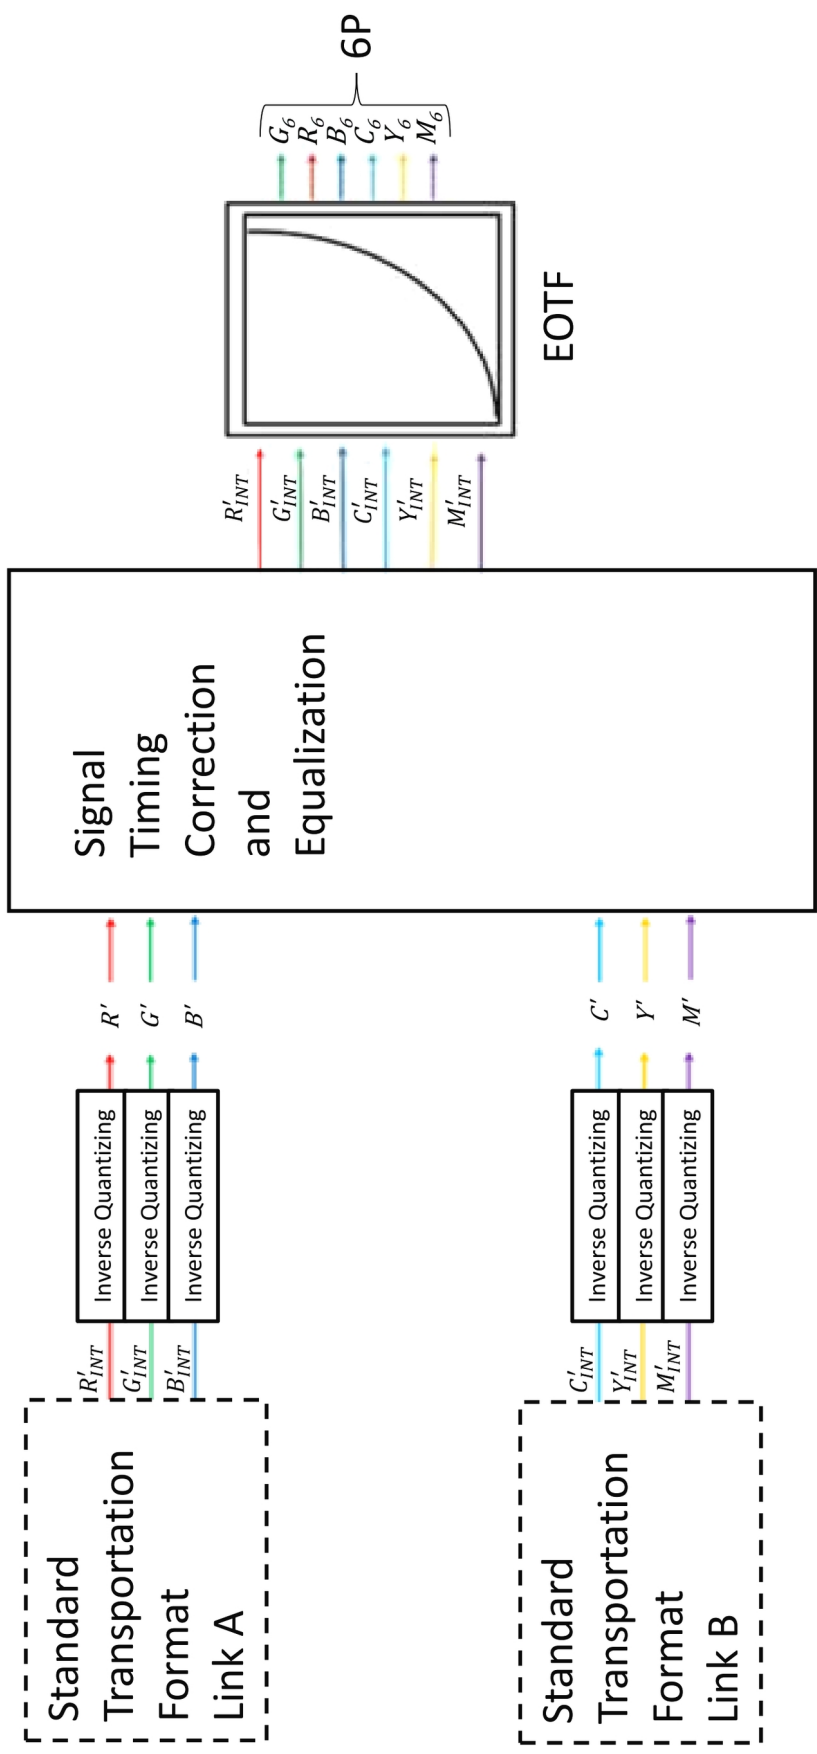 Standard
Transportation
Format
Link A
R'INT
G'INT
B'INT
Inverse Quantizing
Inverse Quantizing
Inverse Quantizing
R'
G'
B'
Standard
Transportation
Format
Link B
C'INT
Y'INT
M'INT
Inverse Quantizing
Inverse Quantizing
Inverse Quantizing
C'
Y'
M'
Signal
Timing
Correction
and
Equalization
R'INT
G'INT
B'INT
C'INT
Y'INT
M'INT
EOTF
G6
R6
B6
C6
Y6
M6
6P